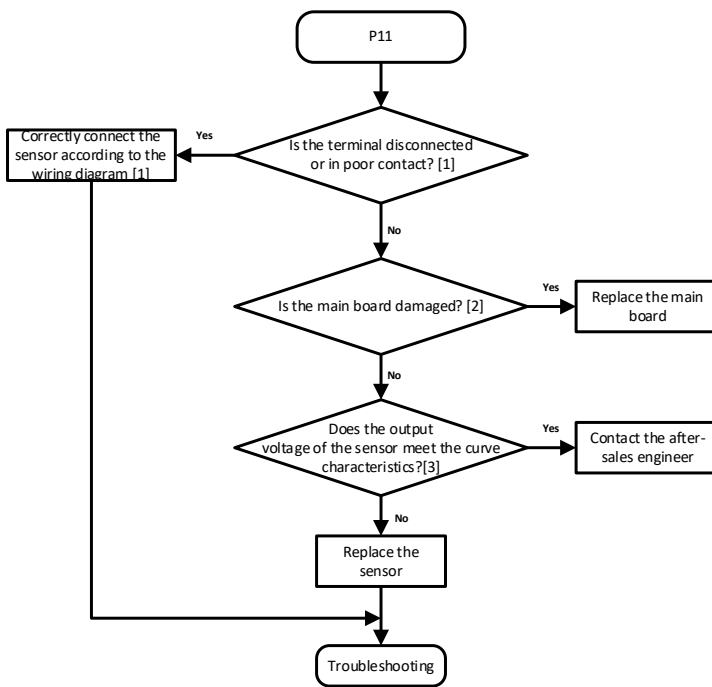 P11
Is the terminal disconnected
or in poor contact? [1]
Yes
Correctly connect the
sensor according to the
wiring diagram [1]
No
Is the main board damaged? [2]
Yes
Replace the main
board
No
Does the output
voltage of the sensor meet the curve
characteristics?[3]
Yes
Contact the after-
sales engineer
No
Replace the
sensor
Troubleshooting